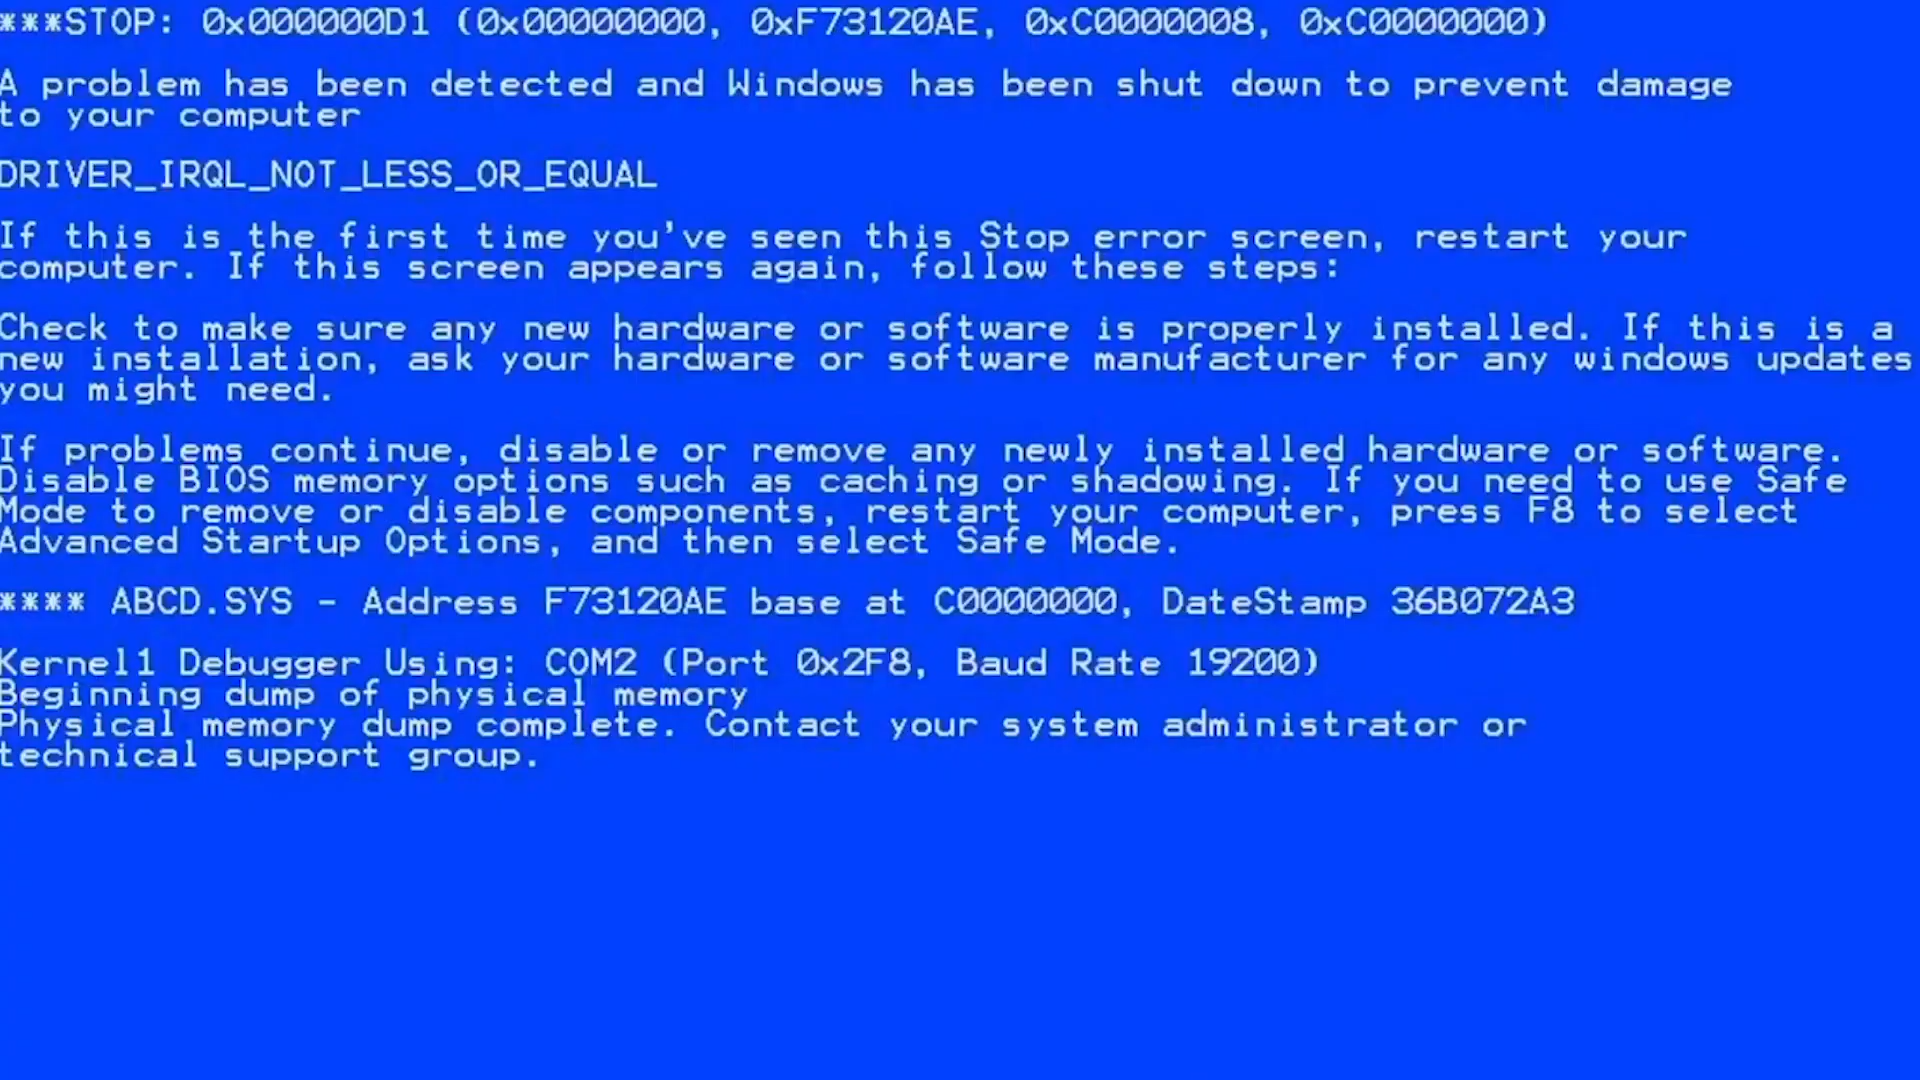 ***STOP: 0x000000D1 (0x00000000, 0xF73120AE, 0xC0000008, 0xC0000000)
A problem has been detected and Windows has been shut down to prevent damage
to your computer
DRIVER_IRQL_NOT_LESS_OR_EQUAL
If this is the first time you've seen this Stop error screen, restart your
computer. If this screen appears again, follow these steps:
Check to make sure any new hardware or software is properly installed. If this is a
new installation, ask your hardware or software manufacturer for any windows updates
you might need.
If problems continue, disable or remove any newly installed hardware or software.
Disable BIOS memory options such as caching or shadowing. If you need to use Safe
Mode to remove or disable components, restart your computer, press F8 to select
Advanced Startup Options, and then select Safe Mode.
**** ABCD.SYS - Address F73120AE base at C0000000, DateStamp 36B072A3
Kernel1 Debugger Using: COM2 (Port 0x2F8, Baud Rate 19200)
Beginning dump of physical memory
Physical memory dump complete. Contact your system administrator or
technical support group.